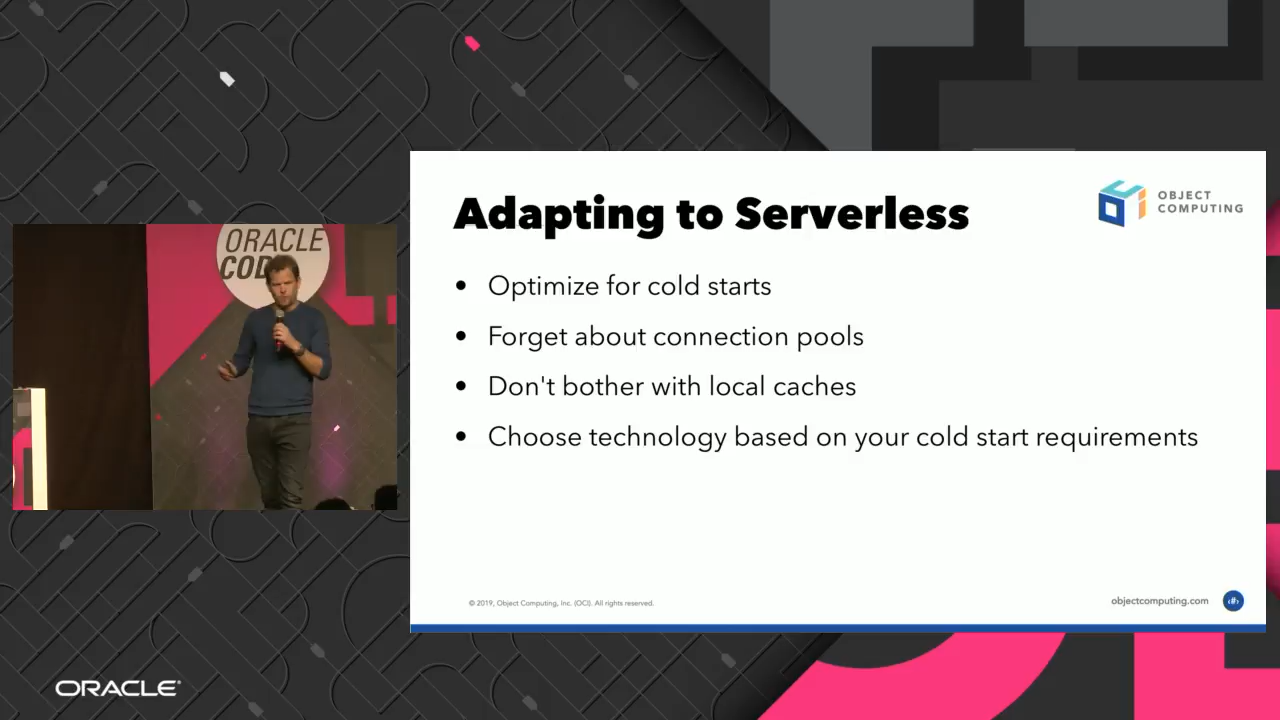 ORACLE
CODE
Adapting to Serverless
OBJECT
COMPUTING
• Optimize for cold starts
• Forget about connection pools
• Don't bother with local caches
• Choose technology based on your cold start requirements
© 2019, Object Computing, Inc. (OCI). All rights reserved.
objectcomputing.com
‹#›
ORACLE®